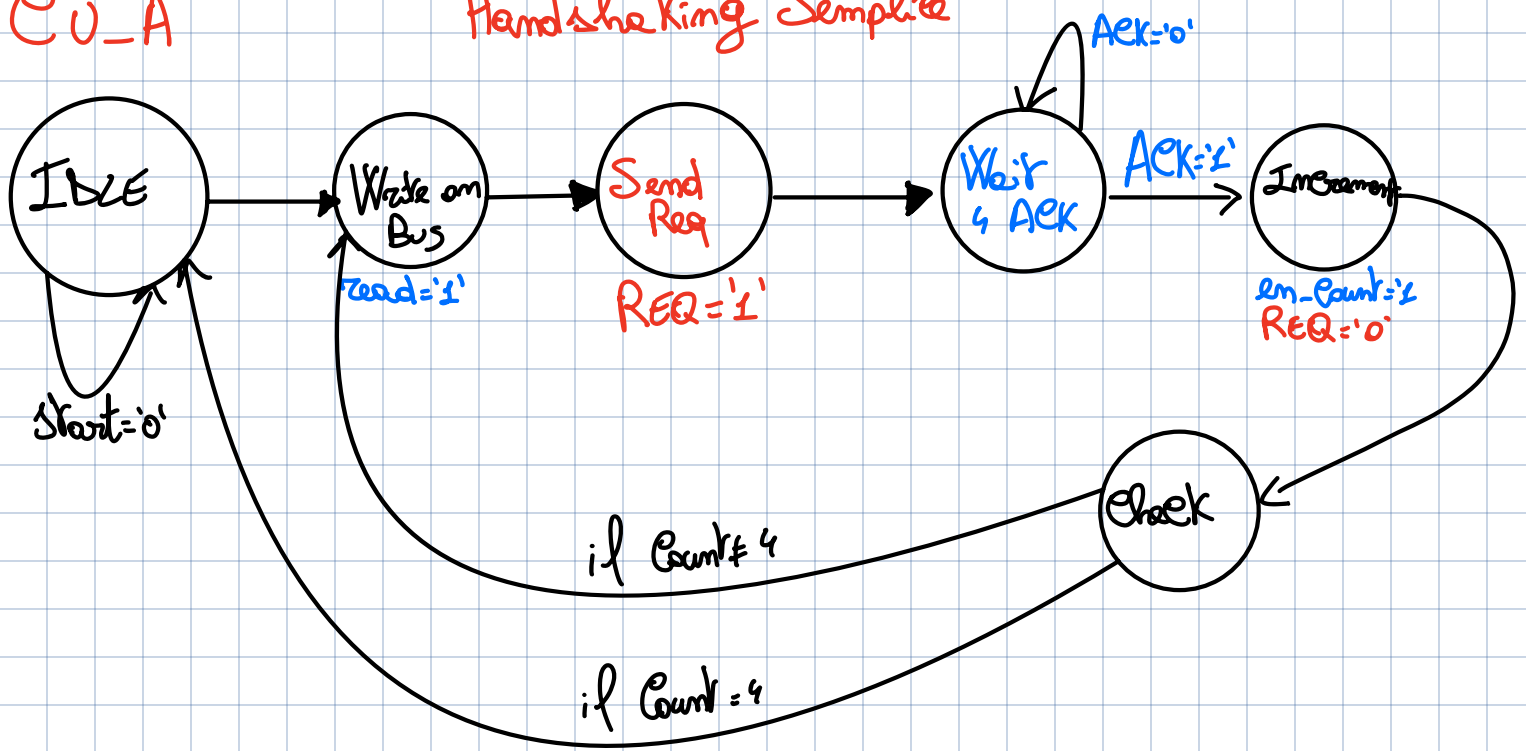 CU_A
Handshaking Semplice
ACK='0'
IDLE
Write on
Bus
read='1'
Send
Req
REQ='1'
Wait
4 ACK
ACK='1'
Increment
en_count='1
REQ='0'
start='0'
Check
if Count≠4
if Count=4